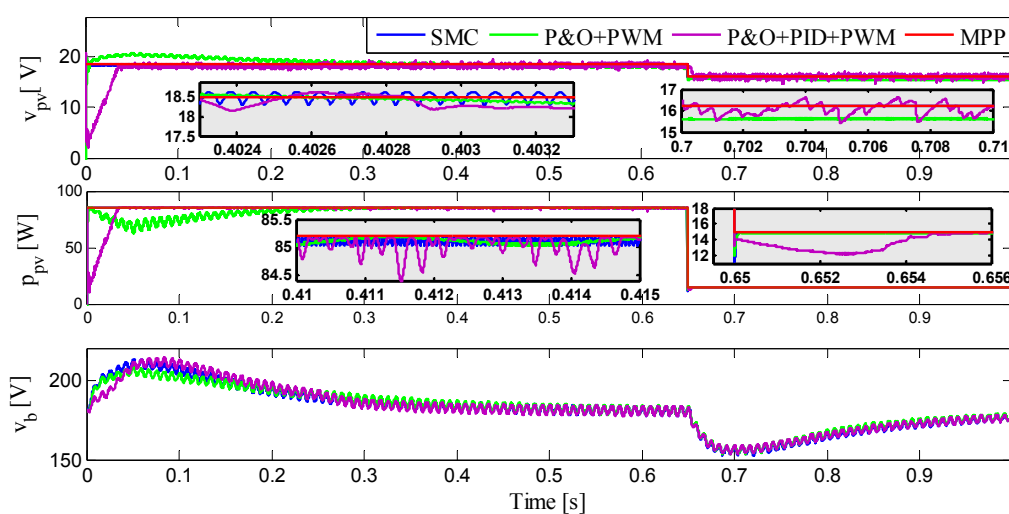 SMC P&O+PWM P&O+PID+PWM MPP
v_pv [V]
20
10
0
18.5
18
17.5
0.4024 0.4026 0.4028 0.403 0.4032
17
16
15
0.7 0.702 0.704 0.706 0.708 0.71
0 0.1 0.2 0.3 0.4 0.5 0.6 0.7 0.8 0.9
p_pv [W]
100
50
0
85.5
85
84.5
0.41 0.411 0.412 0.413 0.414 0.415
18
16
14
12
0.65 0.652 0.654 0.656
0 0.1 0.2 0.3 0.4 0.5 0.6 0.7 0.8 0.9
v_b [V]
200
150
0 0.1 0.2 0.3 0.4 0.5 0.6 0.7 0.8 0.9
Time [s]